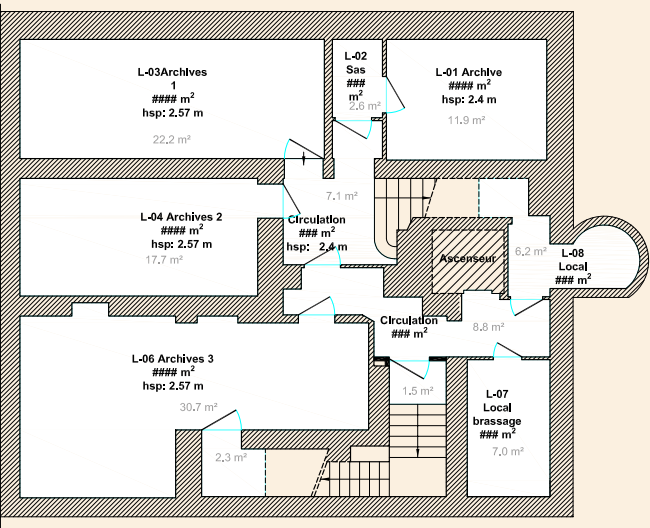 L-03Archives
1
#### m²
hsp: 2.57 m
22.2 m²
L-02
Sas
###
m²
2.6 m²
L-01 Archive
#### m²
hsp: 2.4 m
11.9 m²
L-04 Archives 2
#### m²
hsp: 2.57 m
17.7 m²
7.1 m²
CIrculation
### m²
hsp: 2.4 m
Ascenseur
6.2 m²
L-08
Local
### m²
CIrculation
### m²
8.8 m²
L-06 Archives 3
#### m²
hsp: 2.57 m
30.7 m²
1.5 m²
L-07
Local
brassage
### m²
7.0 m²
2.3 m²